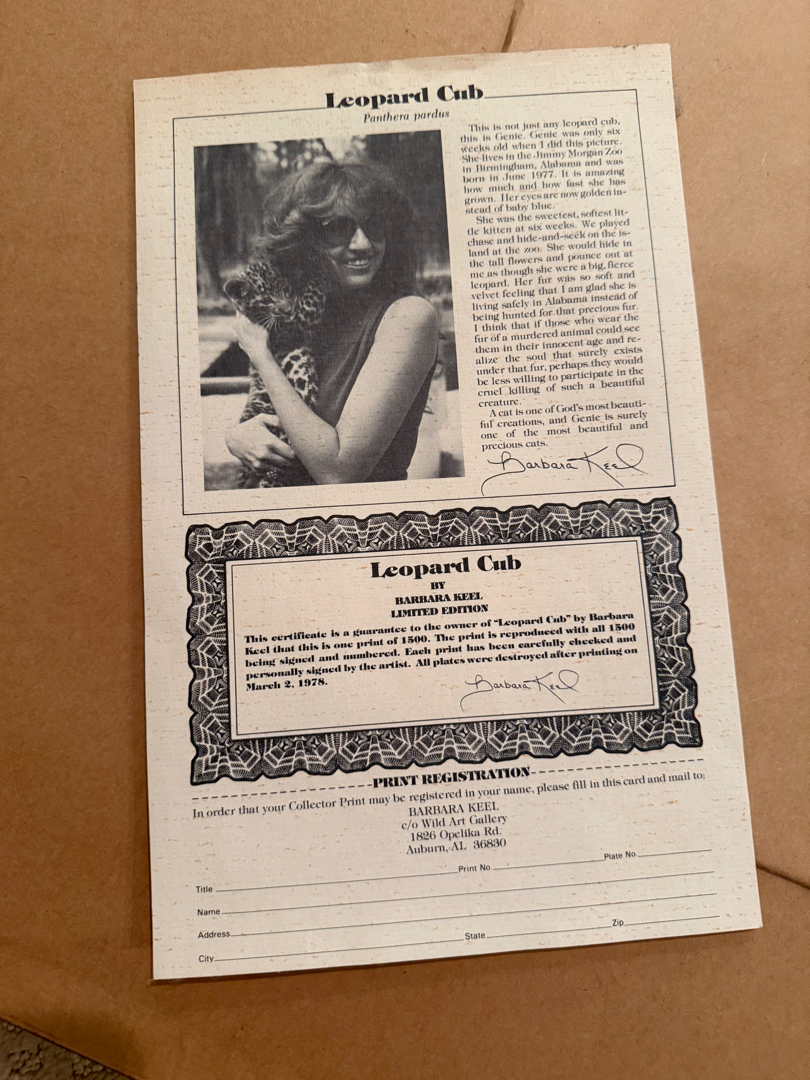 Leopard Cub
Panthera pardus
This is not just any leopard cub,
this is Genie. Genie was only six
weeks old when I did this picture.
She lives in the Jimmy Morgan Zoo
in Birmingham, Alabama and was
born in June 1977. It is amazing
how much and how fast she has
grown. Her eyes are now golden in-
stead of baby blue.
She was the sweetest, softest lit-
tle kitten at six weeks. We played
chase and hide-and-seek on the is-
land at the zoo. She would hide in
the tall flowers and pounce out at
me as though she were a big, fierce
leopard. Her fur was so soft and
velvet feeling that I am glad she is
living safely in Alabama instead of
being hunted for that precious fur.
I think that if those who wear the
fur of a murdered animal could see
them in their innocent age and re-
alize the soul that surely exists
under that fur, perhaps they would
be less willing to participate in the
cruel killing of such a beautiful
creature.
A cat is one of God's most beauti-
ful creations, and Genie is surely
one of the most beautiful and
precious cats.
Barbara Keel
Leopard Cub
BY
BARBARA KEEL
LIMITED EDITION
This certificate is a guarantee to the owner of "Leopard Cub" by Barbara
Keel that this is one print of 1500. The print is reproduced with all 1500
being signed and numbered. Each print has been carefully checked and
personally signed by the artist. All plates were destroyed after printing on
March 2, 1978.
Barbara Keel
PRINT REGISTRATION
In order that your Collector Print may be registered in your name, please fill in this card and mail to:
BARBARA KEEL
c/o Wild Art Gallery
1826 Opelika Rd.
Auburn, AL 36830
Title Print No. Plate No.
Name
Address
City State Zip